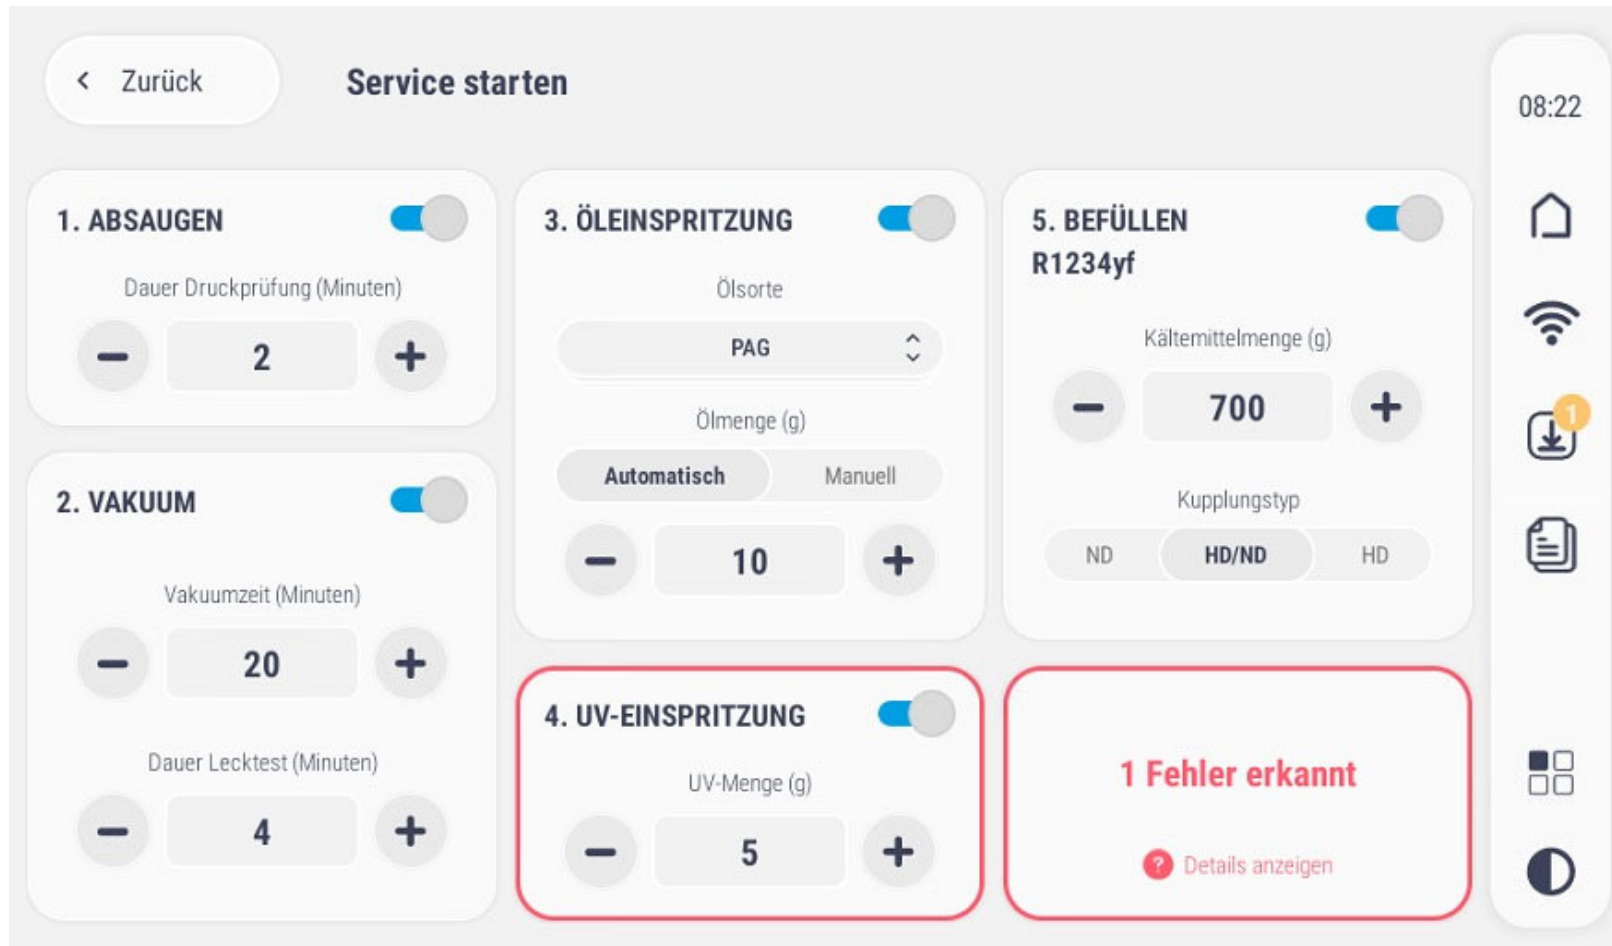 Zurück
Service starten
08:22
1. ABSAUGEN
Dauer Druckprüfung (Minuten)
2
2. VAKUUM
Vakuumzeit (Minuten)
20
Dauer Lecktest (Minuten)
4
3. ÖLEINSPRITZUNG
Ölsorte
PAG
Ölmenge (g)
Automatisch Manuell
10
4. UV-EINSPRITZUNG
UV-Menge (g)
5
5. BEFÜLLEN
R1234yf
Kältemittelmenge (g)
700
Kupplungstyp
ND HD/ND HD
1 Fehler erkannt
? Details anzeigen
1